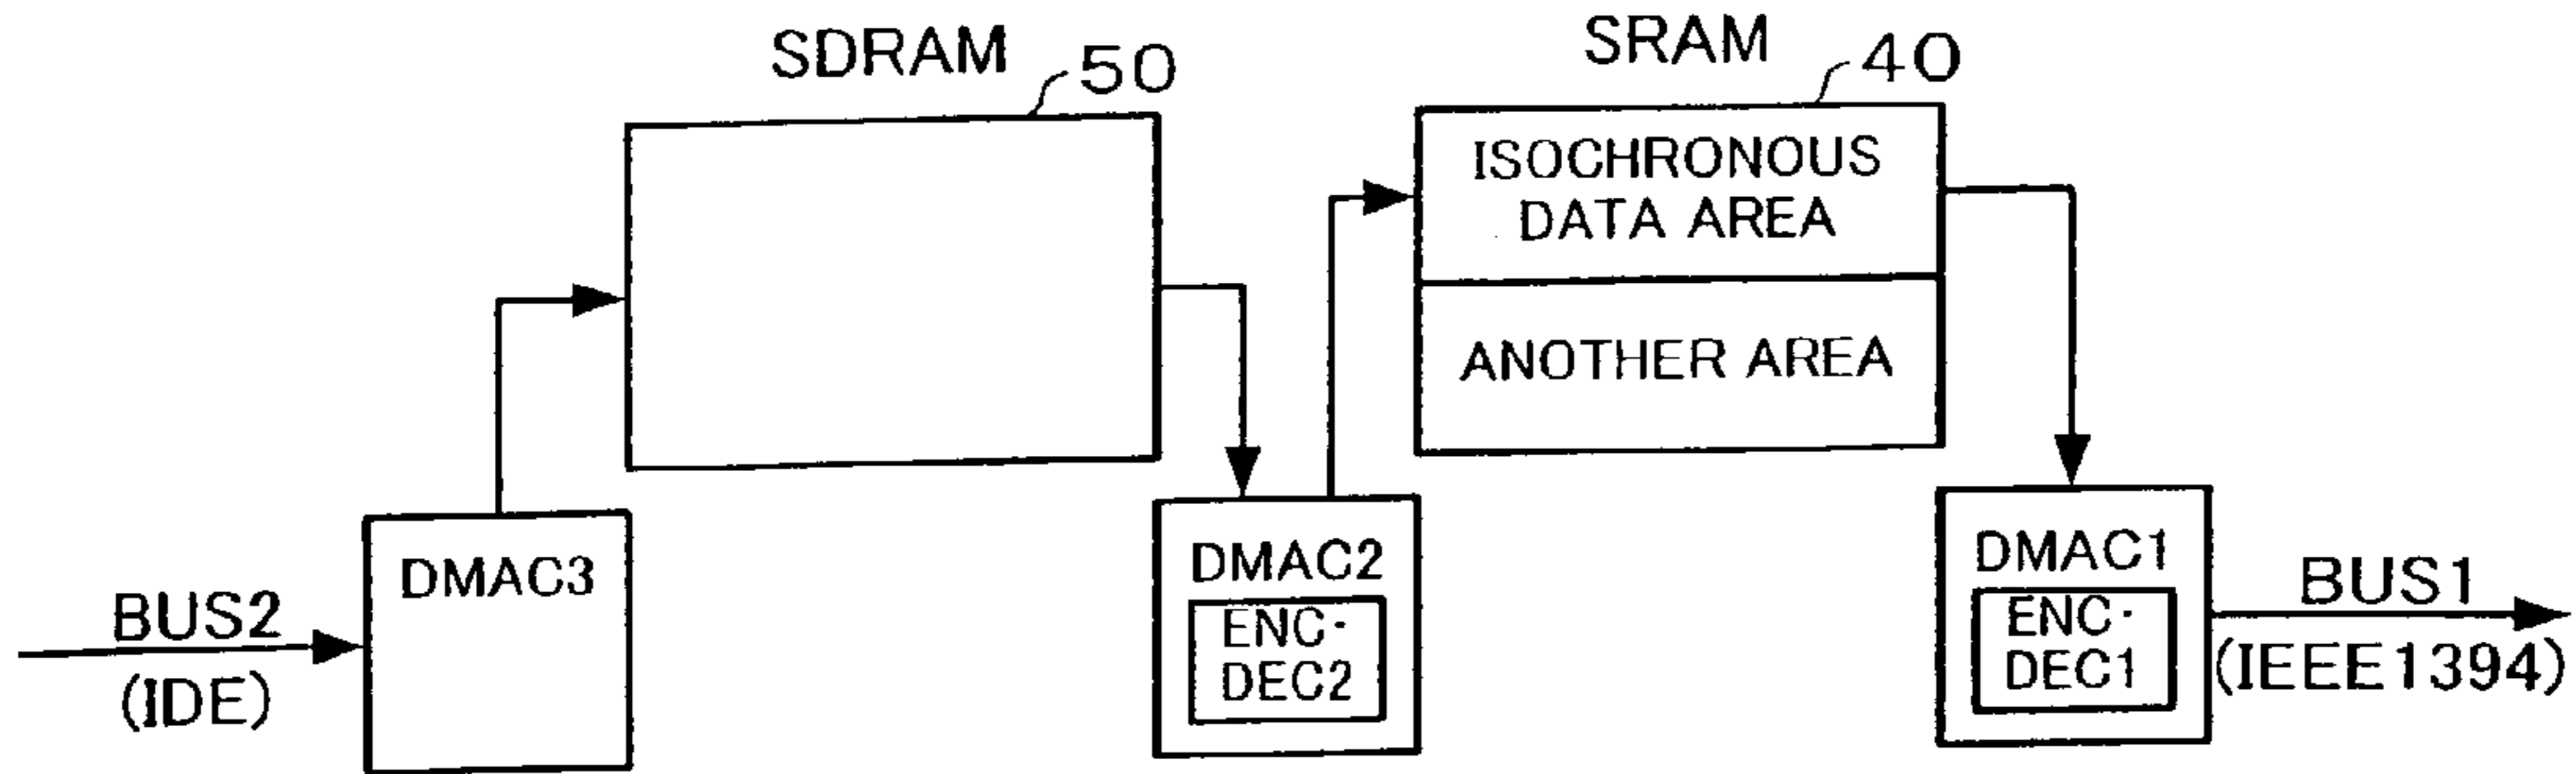 SDRAM
50
SRAM
40
ISOCHRONOUS
DATA AREA
ANOTHER AREA
BUS2
(IDE)
DMAC3
DMAC2
ENC-
DEC2
DMAC1
ENC-
DEC1
BUS1
(IEEE1394)